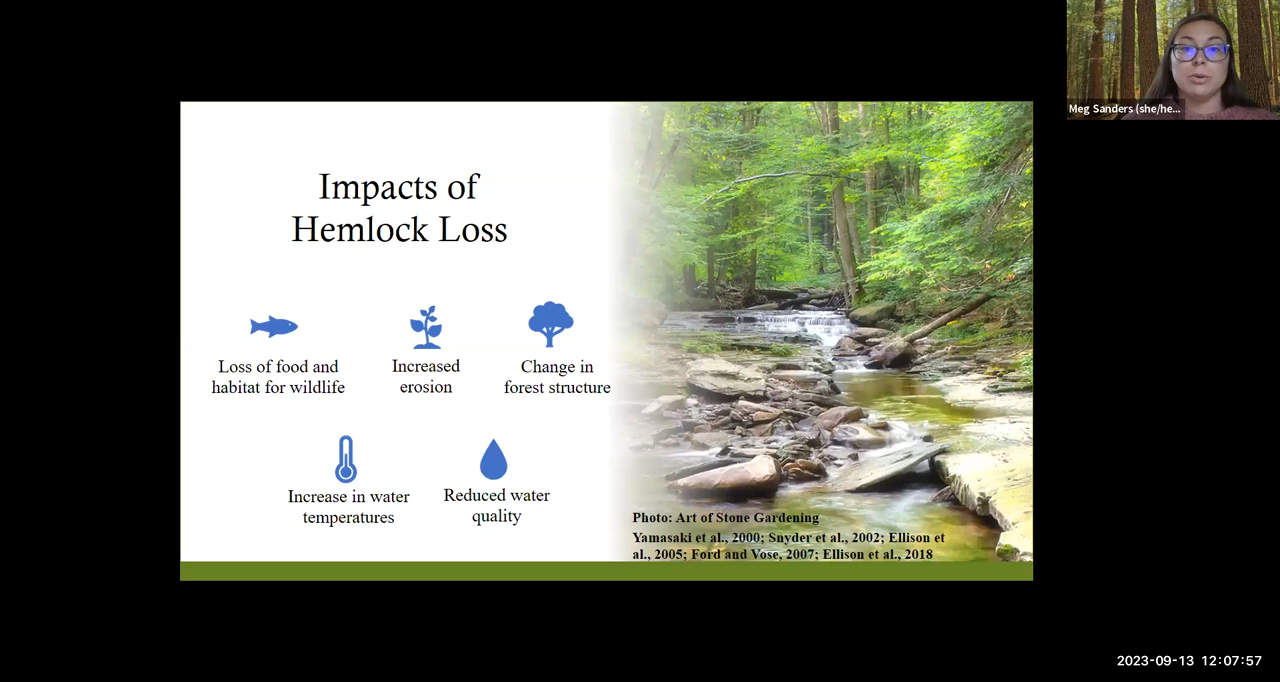 Meg Sanders (she/he...
Impacts of
Hemlock Loss
Loss of food and
habitat for wildlife
Increased
erosion
Change in
forest structure
Increase in water
temperatures
Reduced water
quality
Photo: Art of Stone Gardening
Yamasaki et al., 2000; Snyder et al., 2002; Ellison et
al., 2005; Ford and Vose, 2007; Ellison et al., 2018
2023-09-13 12:07:57